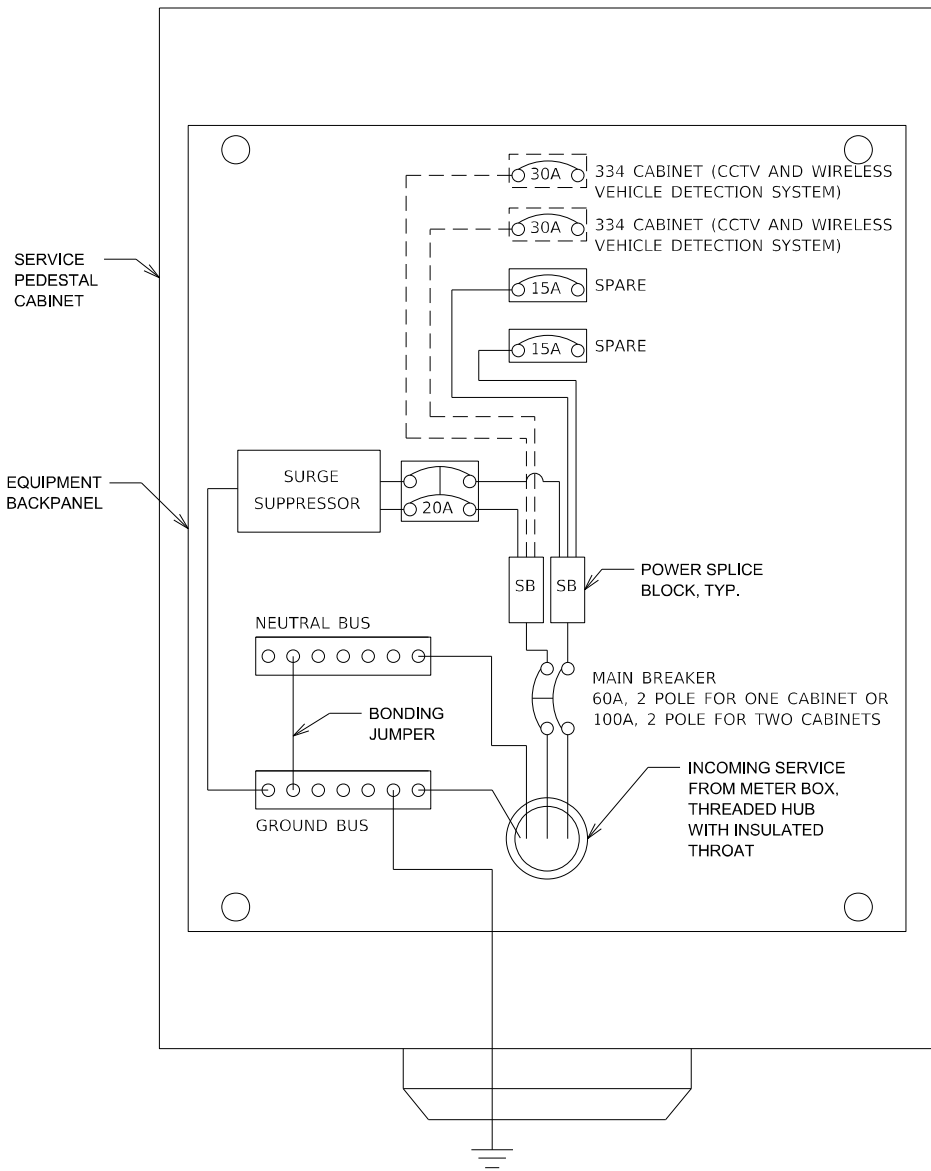 30A
334 CABINET (CCTV AND WIRELESS
VEHICLE DETECTION SYSTEM)
30A
334 CABINET (CCTV AND WIRELESS
VEHICLE DETECTION SYSTEM)
SERVICE
PEDESTAL
CABINET
15A
SPARE
15A
SPARE
EQUIPMENT
BACKPANEL
SURGE
SUPPRESSOR
20A
SB
SB
POWER SPLICE
BLOCK, TYP.
NEUTRAL BUS
MAIN BREAKER
60A, 2 POLE FOR ONE CABINET OR
100A, 2 POLE FOR TWO CABINETS
BONDING
JUMPER
INCOMING SERVICE
FROM METER BOX,
THREADED HUB
WITH INSULATED
THROAT
GROUND BUS